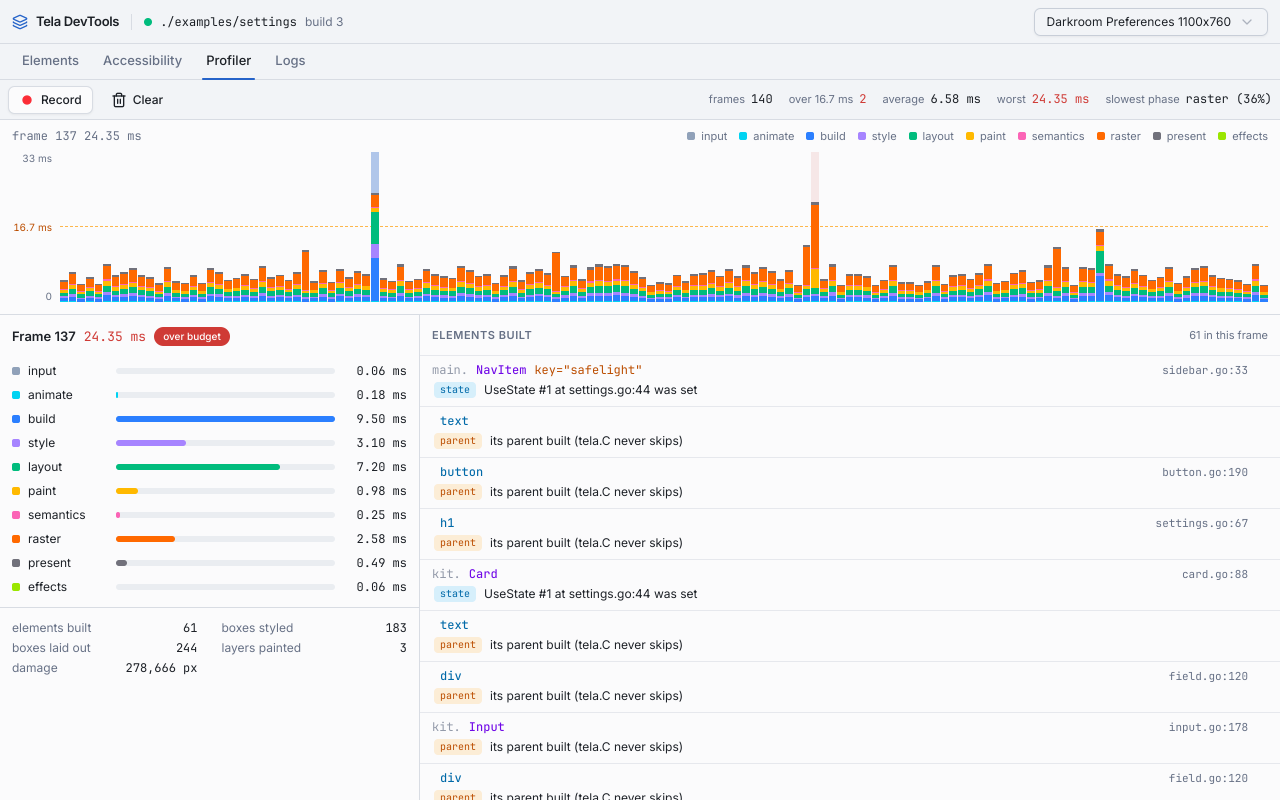 Tela DevTools ./examples/settings build 3 Darkroom Preferences 1100x760
Elements Accessibility Profiler Logs
Record Clear frames 140 over 16.7 ms 2 average 6.58 ms worst 24.35 ms slowest phase raster (36%)
frame 137 24.35 ms input animate build style layout paint semantics raster present effects
33 ms
16.7 ms
0
Frame 137 24.35 ms over budget
input 0.06 ms
animate 0.18 ms
build 9.50 ms
style 3.10 ms
layout 7.20 ms
paint 0.98 ms
semantics 0.25 ms
raster 2.58 ms
present 0.49 ms
effects 0.06 ms
elements built 61 boxes styled 183
boxes laid out 244 layers painted 3
damage 278,666 px
ELEMENTS BUILT 61 in this frame
main. NavItem key="safelight" sidebar.go:33
state UseState #1 at settings.go:44 was set
text
parent its parent built (tela.C never skips)
button button.go:190
parent its parent built (tela.C never skips)
h1 settings.go:67
parent its parent built (tela.C never skips)
kit. Card card.go:88
state UseState #1 at settings.go:44 was set
text
parent its parent built (tela.C never skips)
div field.go:120
parent its parent built (tela.C never skips)
kit. Input input.go:178
parent its parent built (tela.C never skips)
div field.go:120
parent its parent built (tela.C never skips)